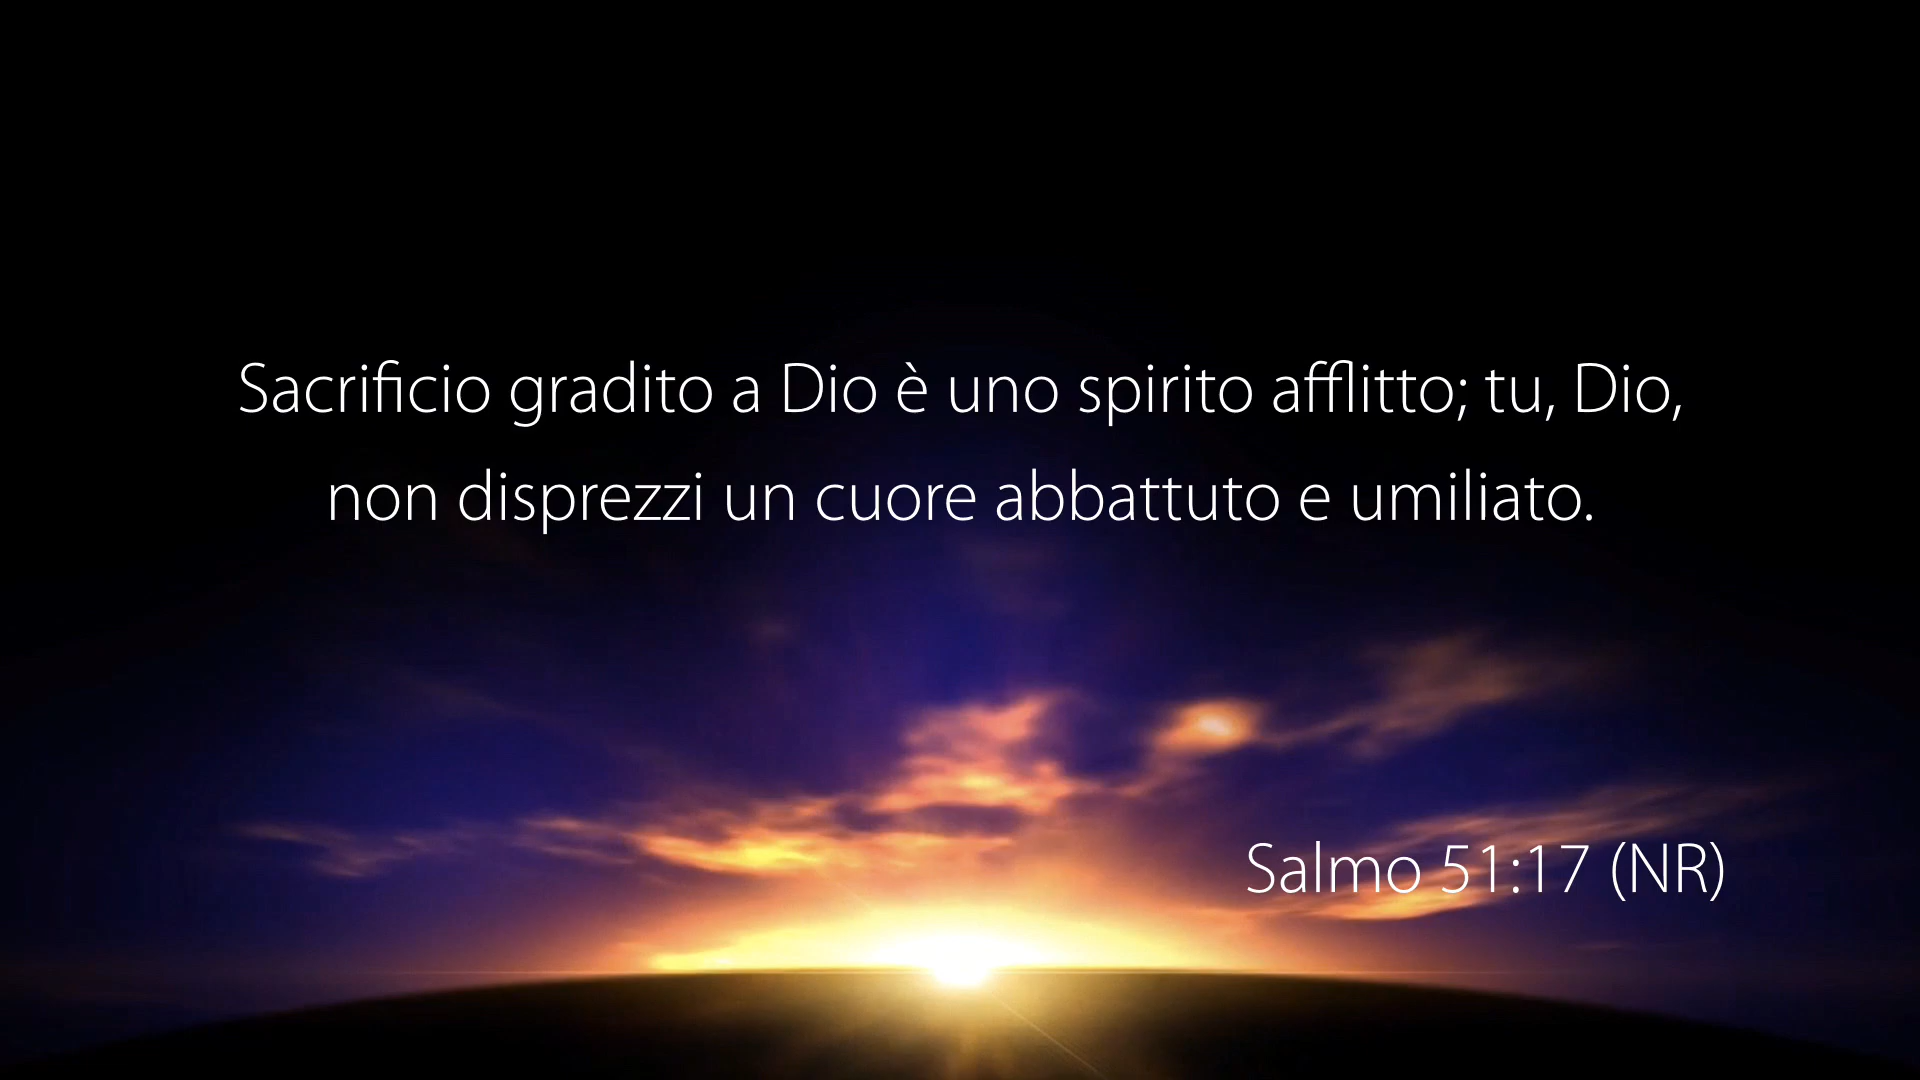 Sacrificio gradito a Dio è uno spirito afflitto; tu, Dio,
non disprezzi un cuore abbattuto e umiliato.
Salmo 51:17 (NR)